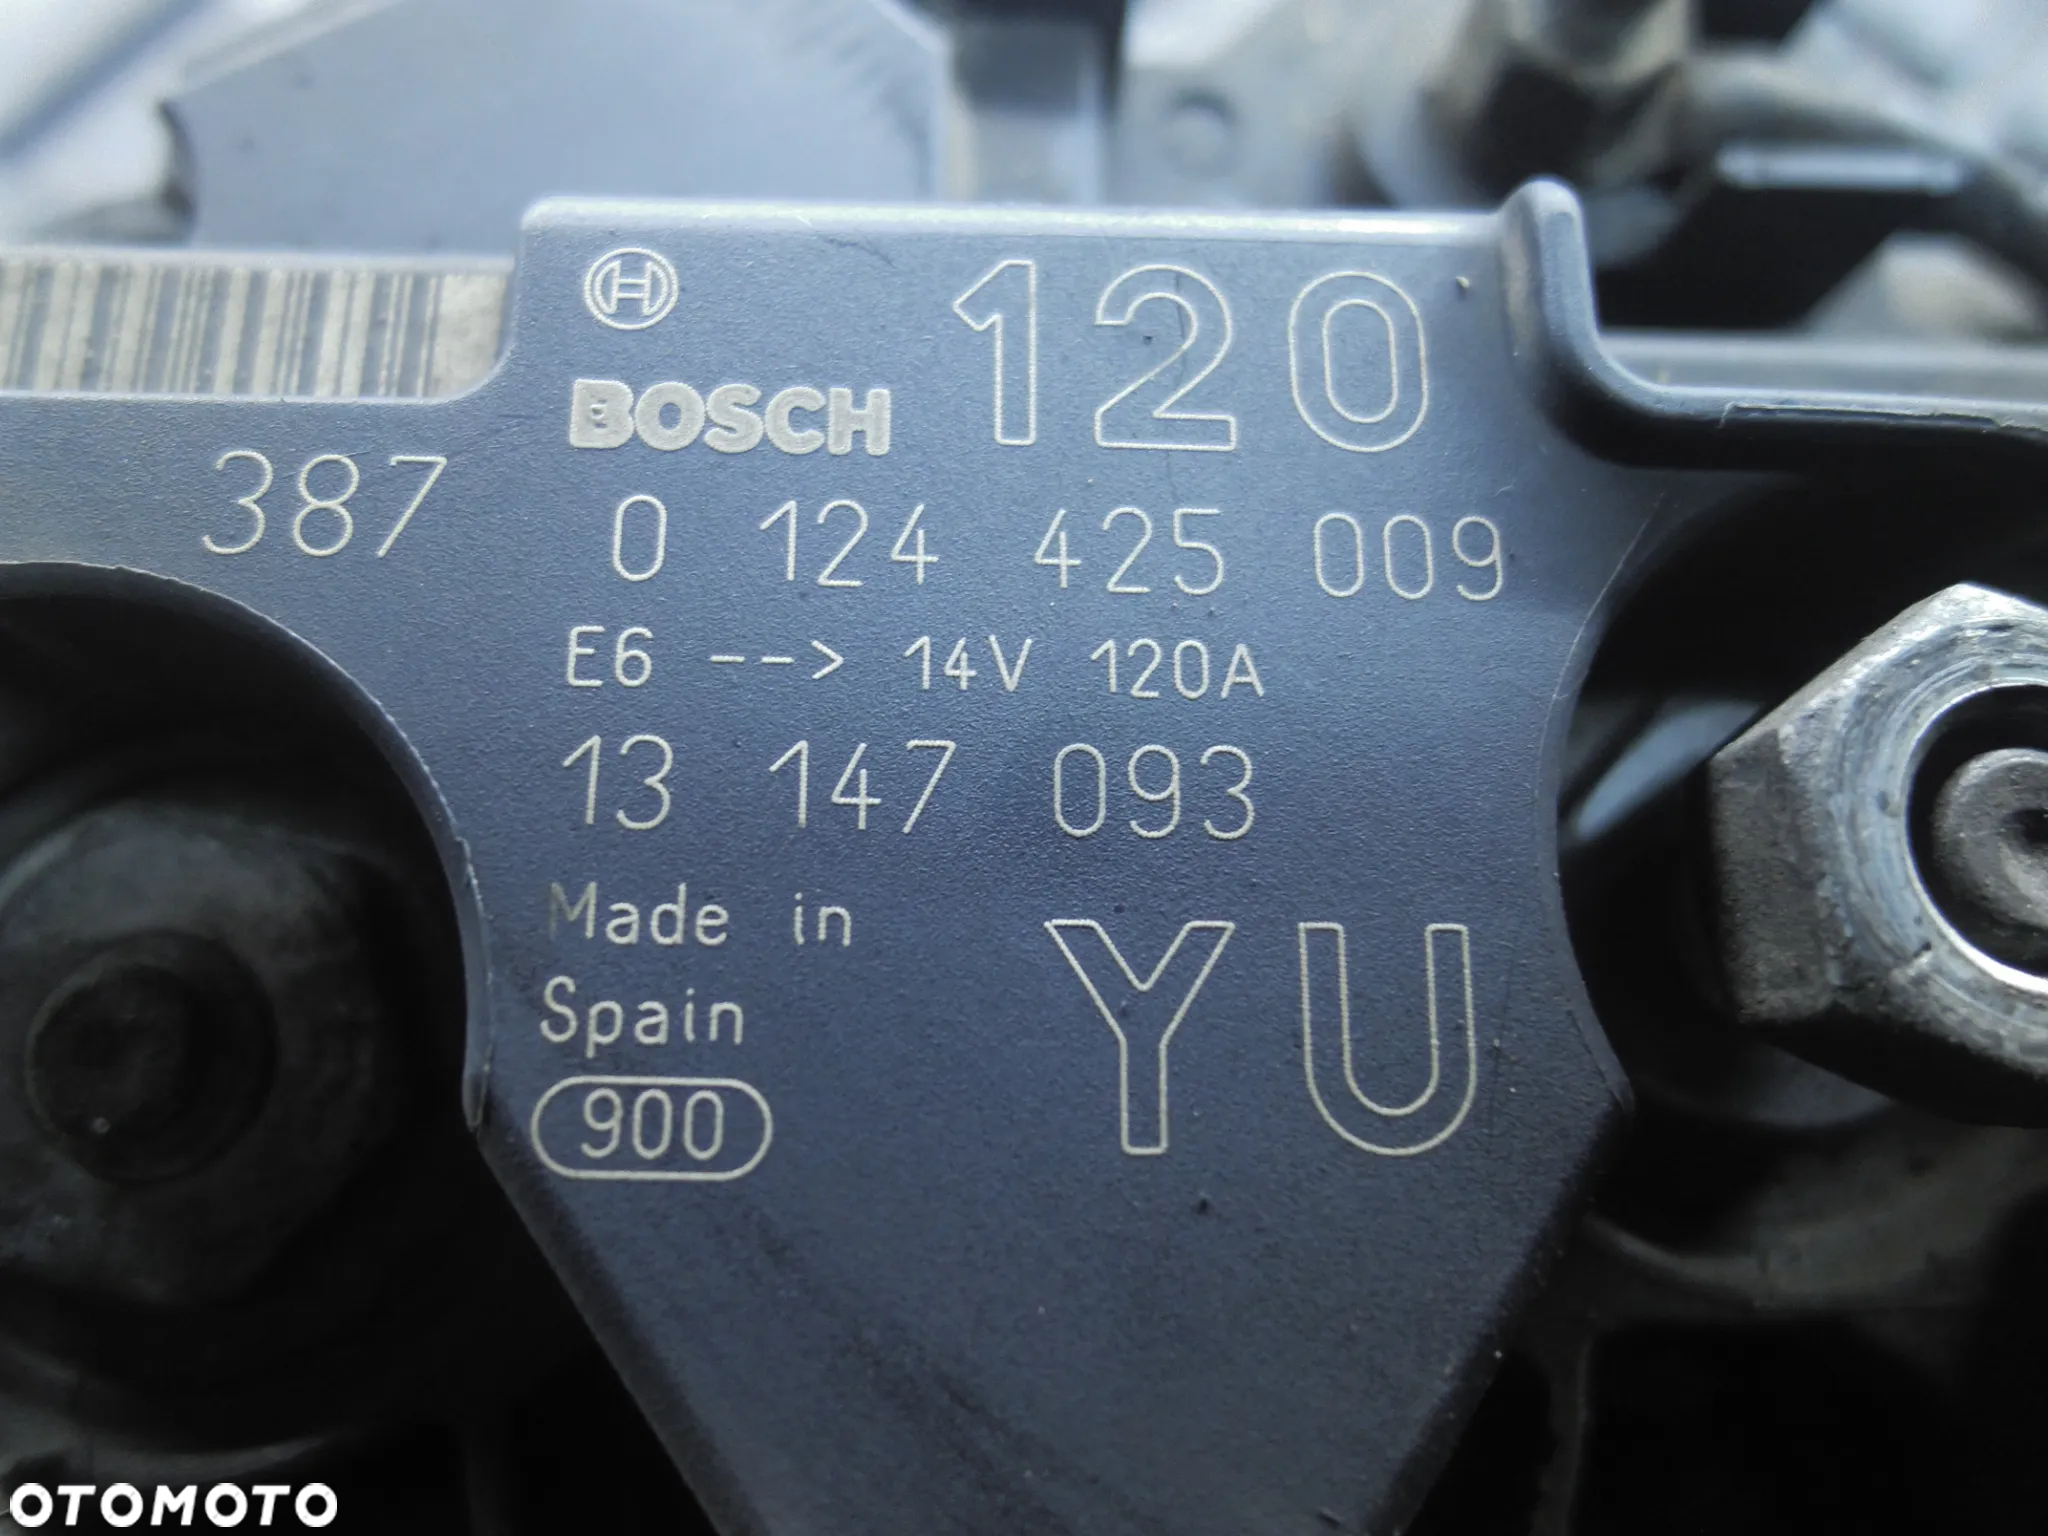 BOSCH 120
387 0 124 425 009
E6 --> 14V 120A
13 147 093
Made in
Spain YU
900
OTOMOTO